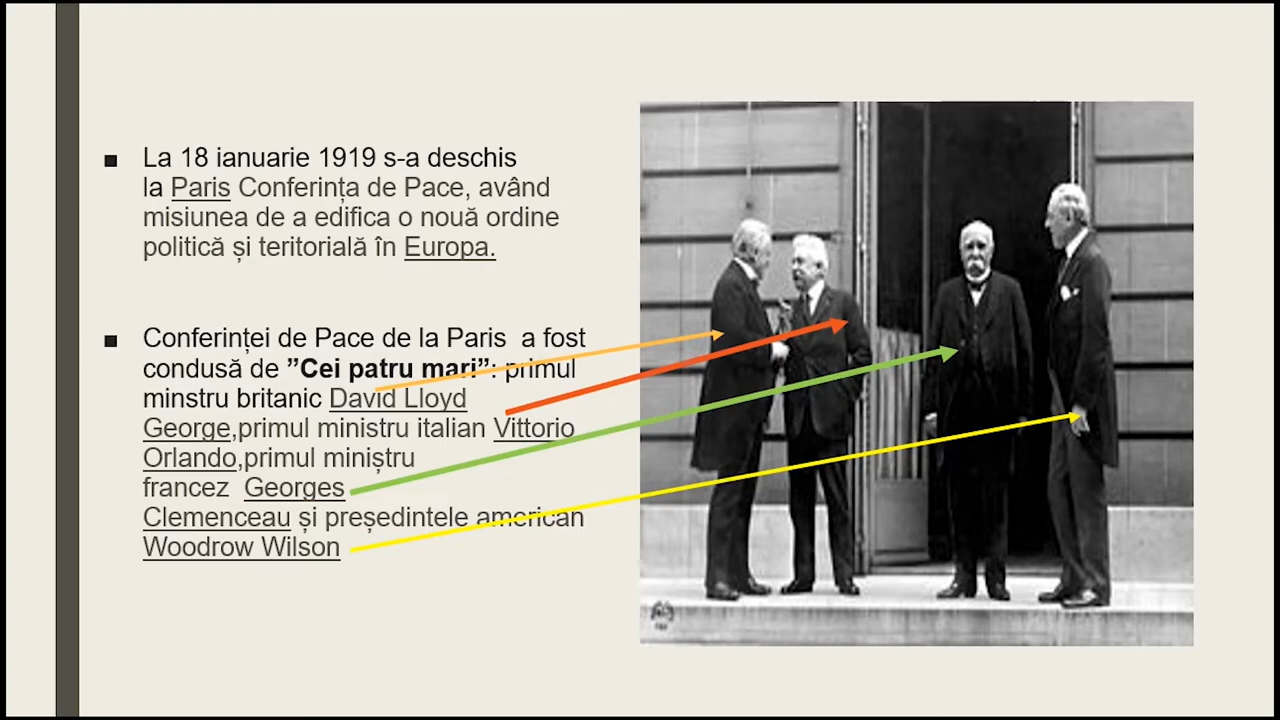 La 18 ianuarie 1919 s-a deschis
la Paris Conferința de Pace, având
misiunea de a edifica o nouă ordine
politică și teritorială în Europa.
Conferinței de Pace de la Paris a fost
condusă de ”Cei patru mari”: primul
minstru britanic David Lloyd
George,primul ministru italian Vittorio
Orlando,primul miniștru
francez Georges
Clemenceau și președintele american
Woodrow Wilson